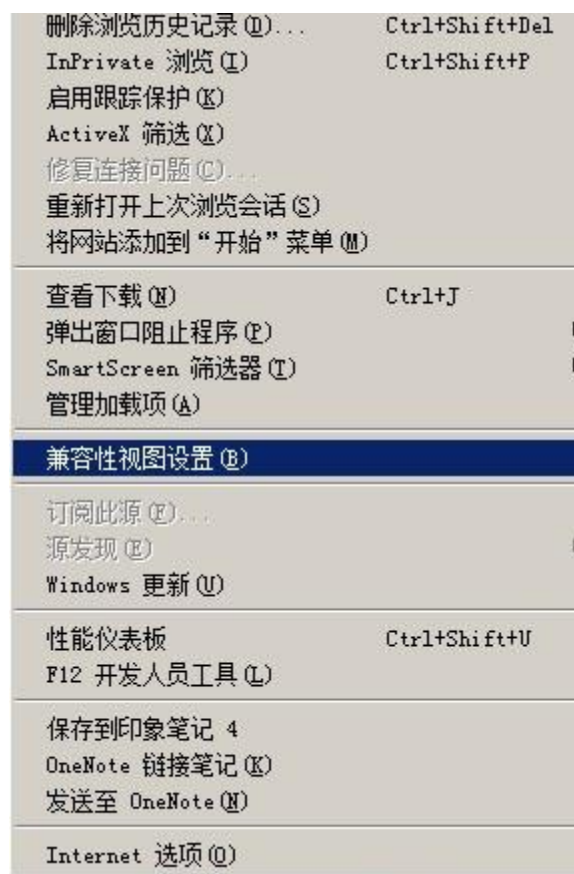 删除浏览历史记录(D)... Ctrl+Shift+Del
InPrivate 浏览(I) Ctrl+Shift+P
启用跟踪保护(K)
ActiveX 筛选(X)
修复连接问题(C)...
重新打开上次浏览会话(S)
将网站添加到“开始”菜单(M)
查看下载(N) Ctrl+J
弹出窗口阻止程序(P)
SmartScreen 筛选器(T)
管理加载项(A)
兼容性视图设置(B)
订阅此源(F)...
源发现(E)
Windows 更新(U)
性能仪表板 Ctrl+Shift+U
F12 开发人员工具(L)
保存到印象笔记 4
OneNote 链接笔记(K)
发送至 OneNote(N)
Internet 选项(O)